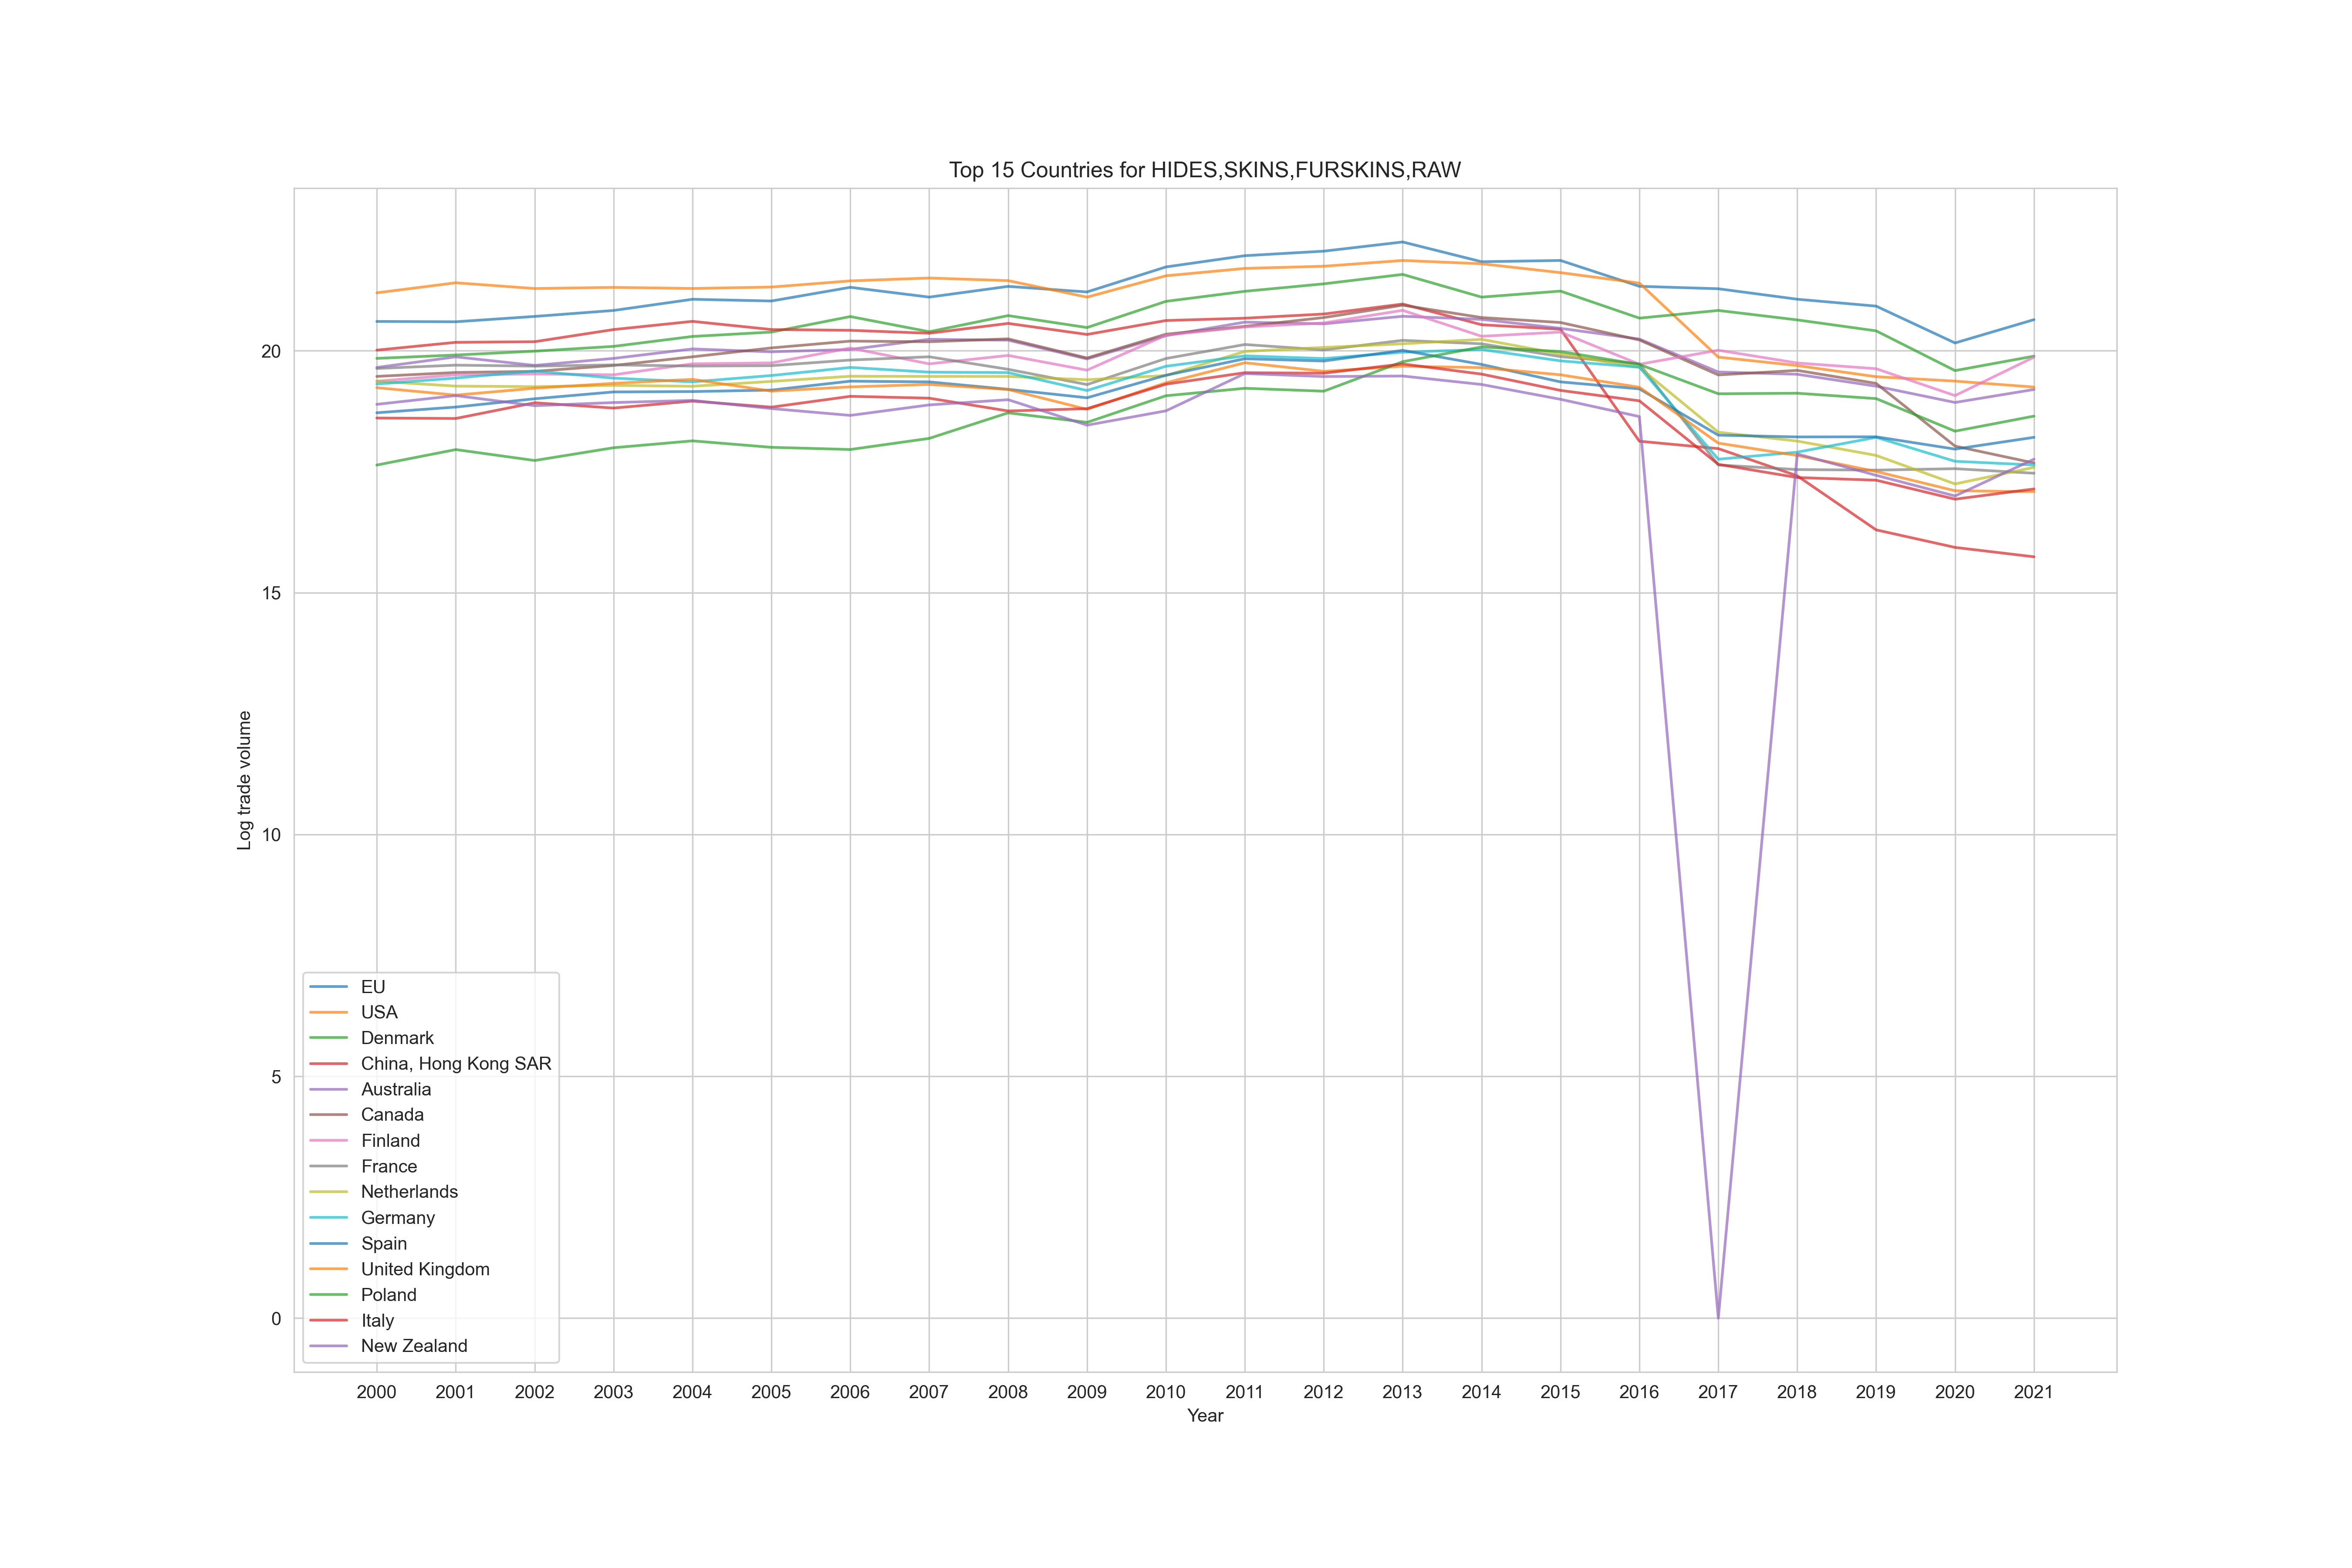 Top 15 Countries for HIDES,SKINS,FURSKINS,RAW
Log trade volume
20
15
10
5
0
EU
USA
Denmark
China, Hong Kong SAR
Australia
Canada
Finland
France
Netherlands
Germany
Spain
United Kingdom
Poland
Italy
New Zealand
2000 2001 2002 2003 2004 2005 2006 2007 2008 2009 2010 2011 2012 2013 2014 2015 2016 2017 2018 2019 2020 2021
Year